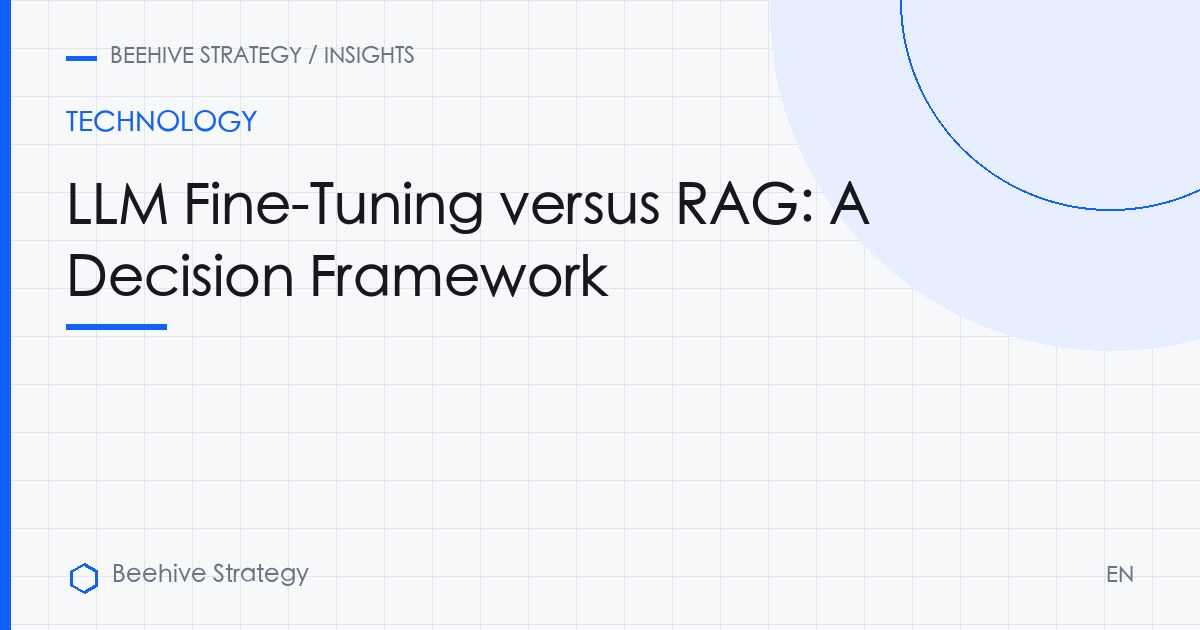 BEEHIVE STRATEGY / INSIGHTS
TECHNOLOGY
LLM Fine-Tuning versus RAG: A
Decision Framework
Beehive Strategy
EN